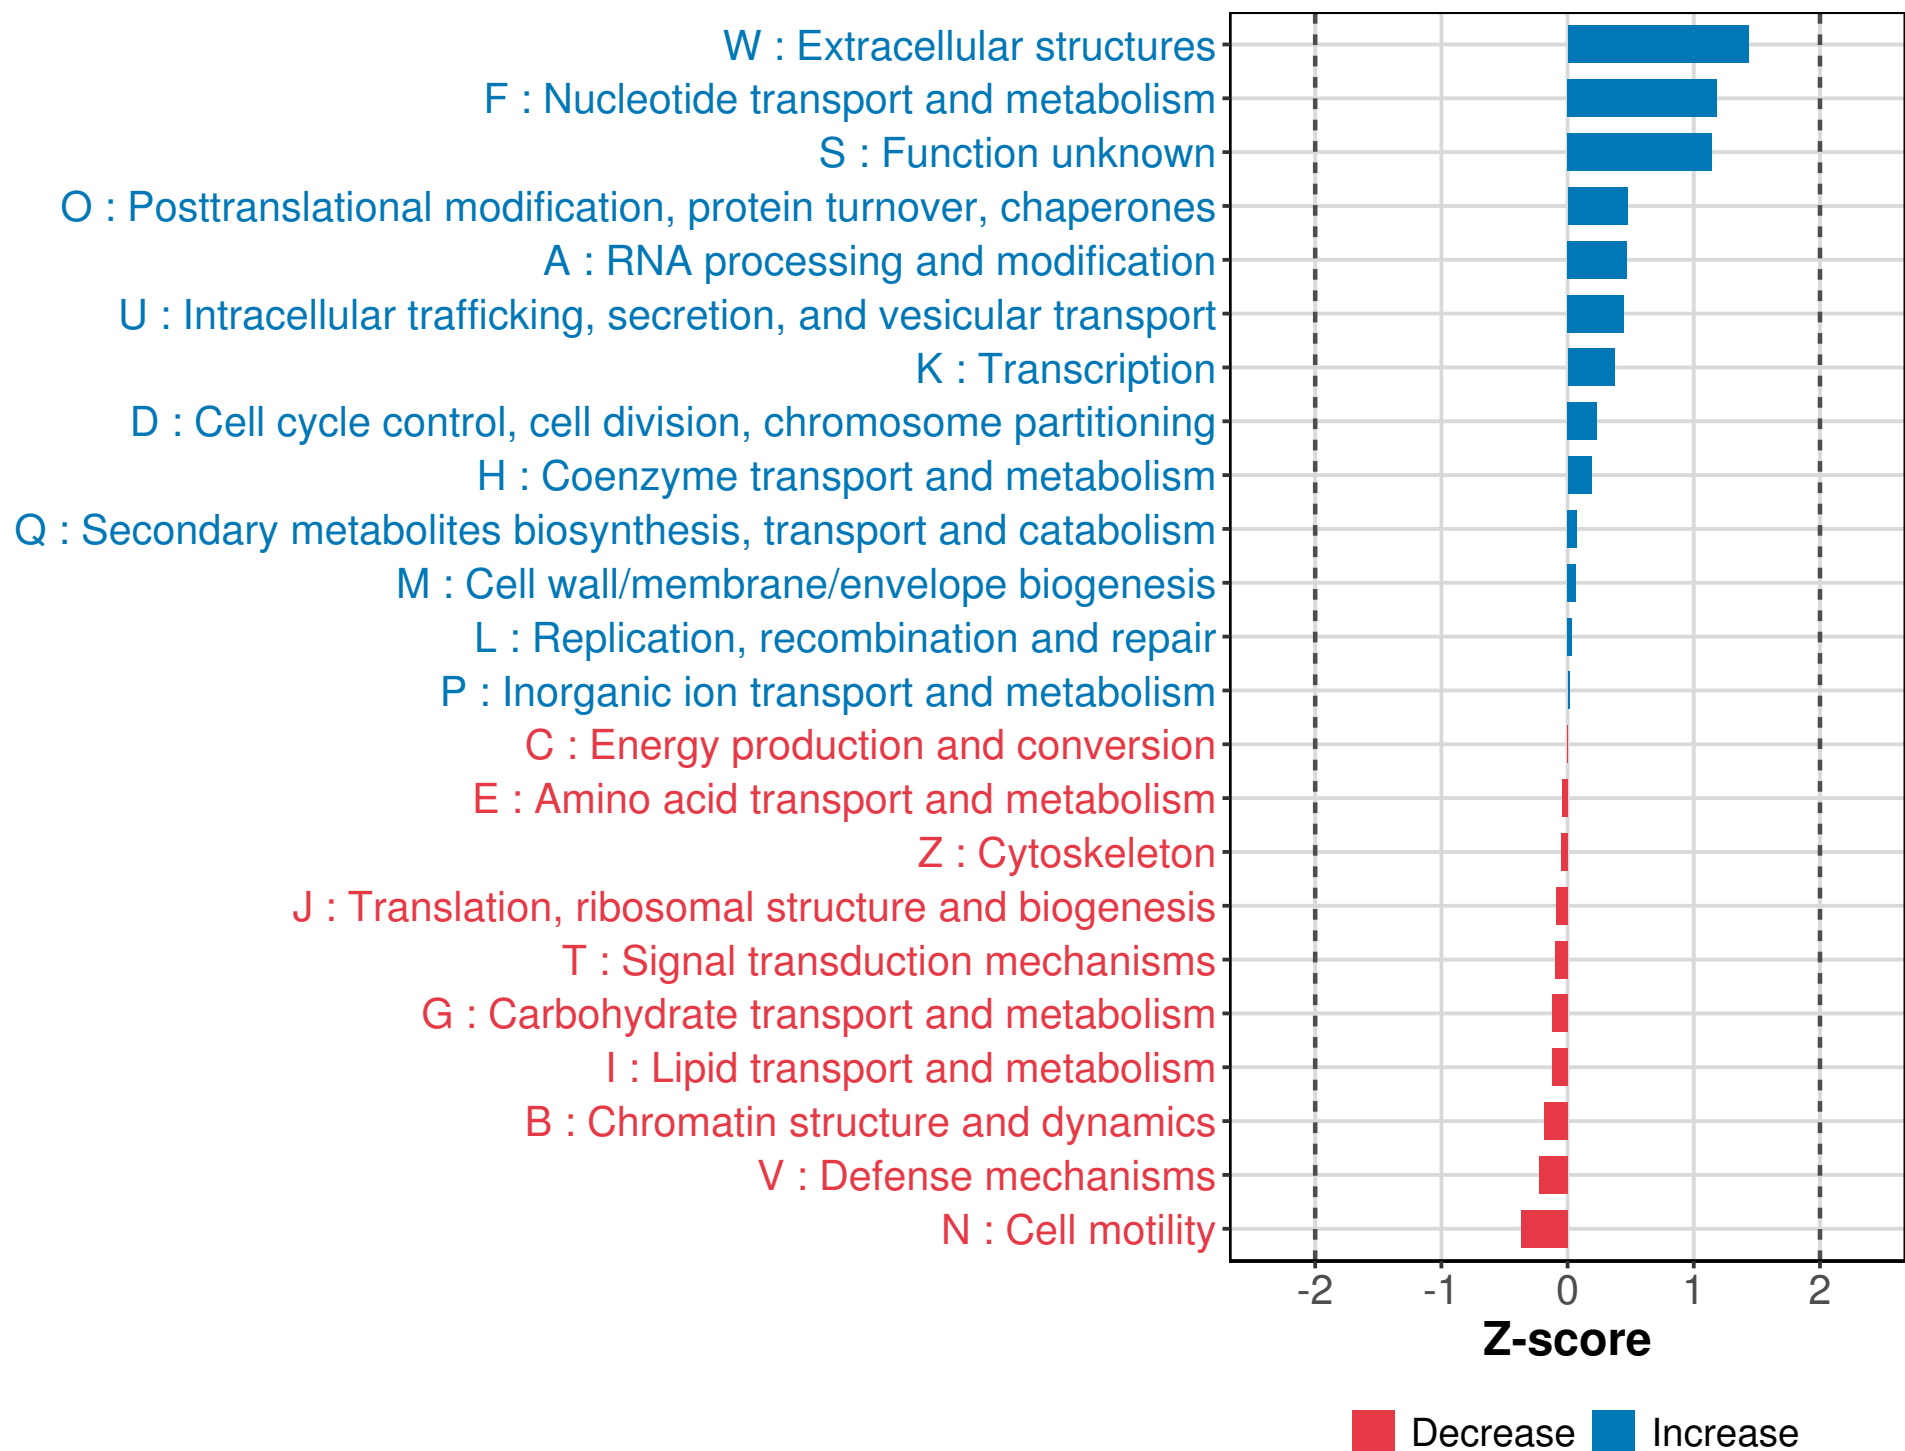 W : Extracellular structures
F : Nucleotide transport and metabolism
S : Function unknown
O : Posttranslational modification, protein turnover, chaperones
A : RNA processing and modification
U : Intracellular trafficking, secretion, and vesicular transport
K : Transcription
D : Cell cycle control, cell division, chromosome partitioning
H : Coenzyme transport and metabolism
Q : Secondary metabolites biosynthesis, transport and catabolism
M : Cell wall/membrane/envelope biogenesis
L : Replication, recombination and repair
P : Inorganic ion transport and metabolism
C : Energy production and conversion
E : Amino acid transport and metabolism
Z : Cytoskeleton
J : Translation, ribosomal structure and biogenesis
T : Signal transduction mechanisms
G : Carbohydrate transport and metabolism
I : Lipid transport and metabolism
B : Chromatin structure and dynamics
V : Defense mechanisms
N : Cell motility
-2 -1 0 1 2
Z-score
Decrease Increase